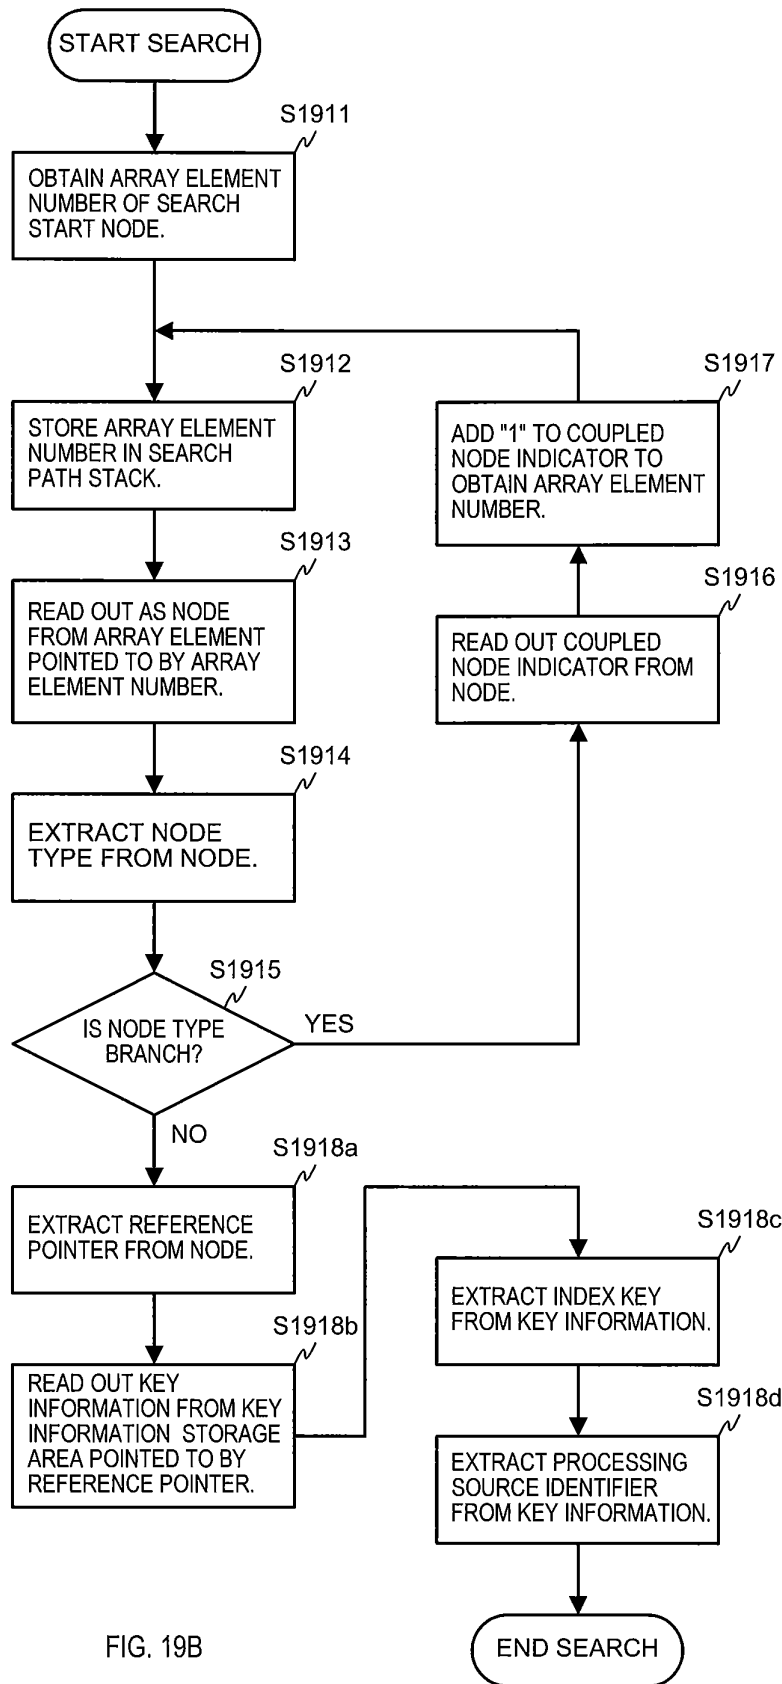 START SEARCH
S1911
OBTAIN ARRAY ELEMENT
NUMBER OF SEARCH
START NODE.
S1912
STORE ARRAY ELEMENT
NUMBER IN SEARCH
PATH STACK.
S1913
READ OUT AS NODE
FROM ARRAY ELEMENT
POINTED TO BY ARRAY
ELEMENT NUMBER.
S1914
EXTRACT NODE
TYPE FROM NODE.
S1915
IS NODE TYPE
BRANCH?
YES
S1916
READ OUT COUPLED
NODE INDICATOR FROM
NODE.
S1917
ADD "1" TO COUPLED
NODE INDICATOR TO
OBTAIN ARRAY ELEMENT
NUMBER.
NO
S1918a
EXTRACT REFERENCE
POINTER FROM NODE.
S1918b
READ OUT KEY
INFORMATION FROM KEY
INFORMATION STORAGE
AREA POINTED TO BY
REFERENCE POINTER.
S1918c
EXTRACT INDEX KEY
FROM KEY INFORMATION.
S1918d
EXTRACT PROCESSING
SOURCE IDENTIFIER
FROM KEY INFORMATION.
END SEARCH
FIG. 19B